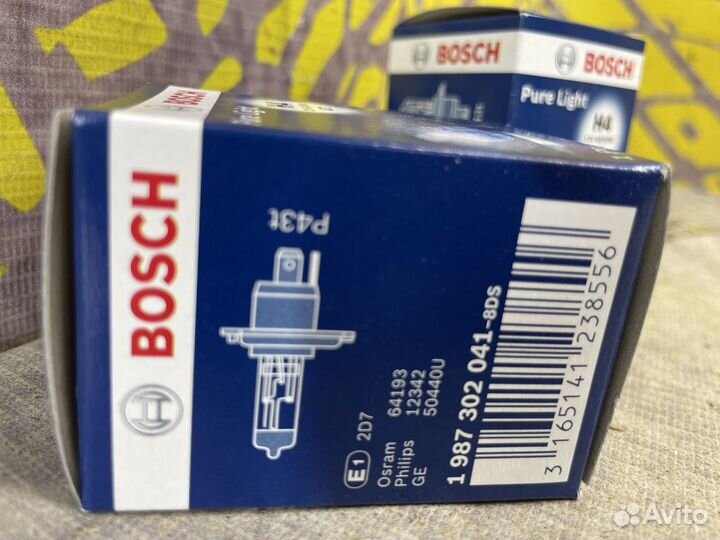 BOSCH
P43t
E1 2D7
Osram 64193
Philips 12342
GE 50440U
1 987 302 041-8DS
3 165141 238556
BOSCH
BOSCH
Pure Light
H4
Avito